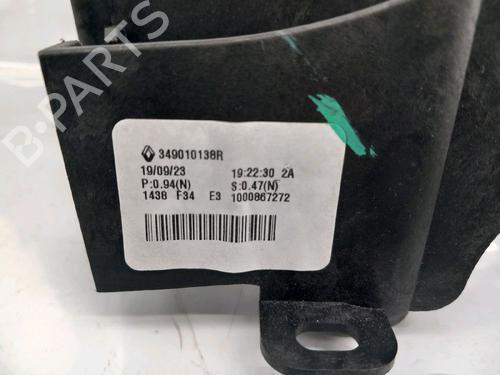 B-PARTS
349010138R
19/09/23 19:22:30 2A
P:0.94(N) S:0.47(N)
1438 F34 E3 1000867272